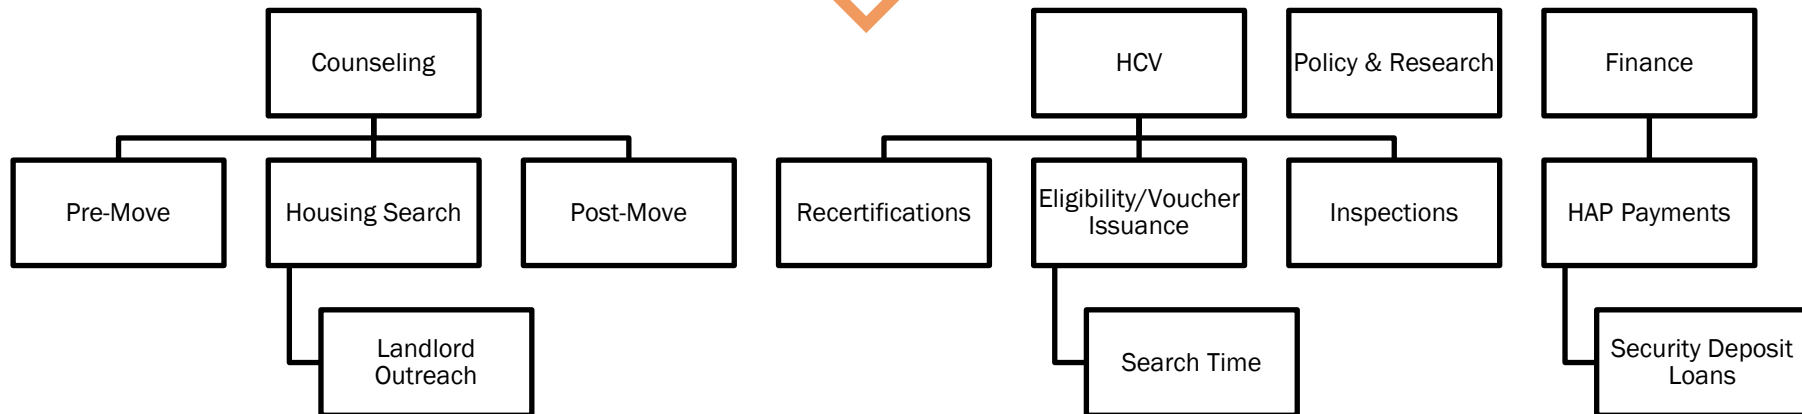 Counseling
HCV
Policy & Research
Finance
Pre-Move
Housing Search
Post-Move
Recertifications
Eligibility/Voucher
Issuance
Inspections
HAP Payments
Landlord
Outreach
Search Time
Security Deposit
Loans